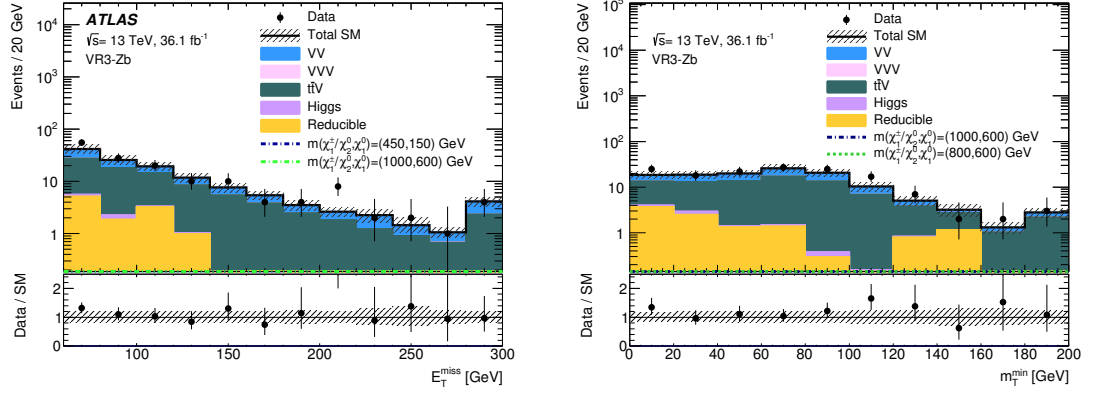 ATLAS
√s= 13 TeV, 36.1 fb⁻¹
VR3-Zb
Data
Total SM
VV
VVV
tt̄V
Higgs
Reducible
m(χ̃₁±/χ̃₂⁰,χ̃₁⁰)=(450,150) GeV
m(χ̃₁±/χ̃₂⁰,χ̃₁⁰)=(1000,600) GeV
Events / 20 GeV
10⁴
10³
10²
10
1
Data / SM
2
1
0
100 150 200 250 300
E_T^miss [GeV]
√s= 13 TeV, 36.1 fb⁻¹
VR3-Zb
Data
Total SM
VV
VVV
tt̄V
Higgs
Reducible
m(χ̃₁±/χ̃₂⁰,χ̃₁⁰)=(1000,600) GeV
m(χ̃₁±/χ̃₂⁰,χ̃₁⁰)=(800,600) GeV
Events / 20 GeV
10⁵
10⁴
10³
10²
10
1
Data / SM
2
1
0
0 20 40 60 80 100 120 140 160 180 200
m_T^min [GeV]